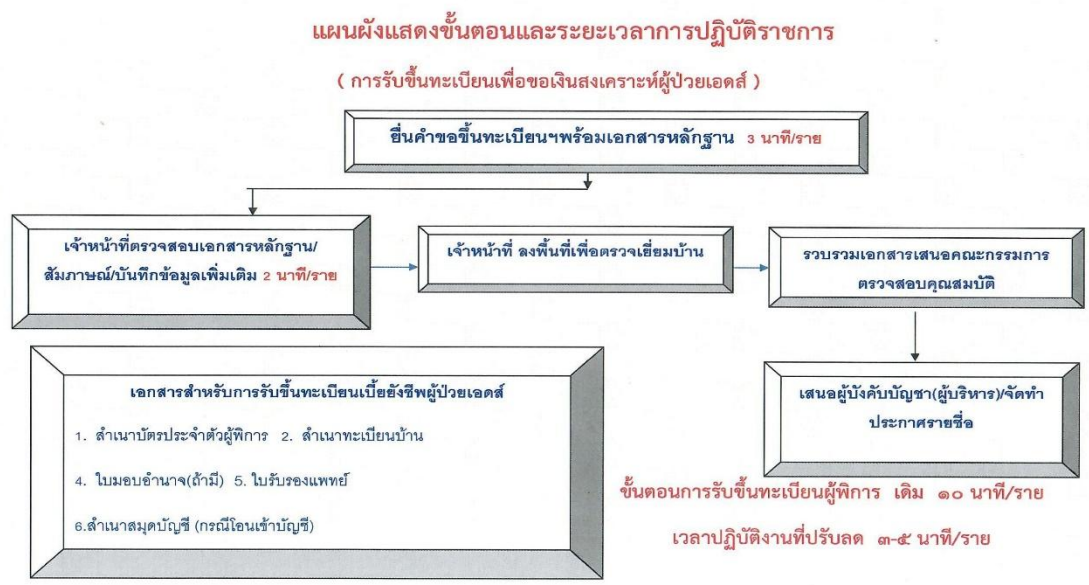 แผนผังแสดงขั้นตอนและระยะเวลาการปฏิบัติราชการ
( การรับขึ้นทะเบียนเพื่อขอเงินสงเคราะห์ผู้ป่วยเอดส์ )
ยื่นคำขอขึ้นทะเบียนฯพร้อมเอกสารหลักฐาน 3 นาที/ราย
เจ้าหน้าที่ตรวจสอบเอกสารหลักฐาน/
สัมภาษณ์/บันทึกข้อมูลเพิ่มเติม 2 นาที/ราย
เจ้าหน้าที่ ลงพื้นที่เพื่อตรวจเยี่ยมบ้าน
รวบรวมเอกสารเสนอคณะกรรมการ
ตรวจสอบคุณสมบัติ
เสนอผู้บังคับบัญชา(ผู้บริหาร)/จัดทำ
ประกาศรายชื่อ
เอกสารสำหรับการรับขึ้นทะเบียนเบี้ยยังชีพผู้ป่วยเอดส์
1. สำเนาบัตรประจำตัวผู้พิการ 2. สำเนาทะเบียนบ้าน
4. ใบมอบอำนาจ(ถ้ามี) 5. ใบรับรองแพทย์
6.สำเนาสมุดบัญชี (กรณีโอนเข้าบัญชี)
ขั้นตอนการรับขึ้นทะเบียนผู้พิการ เดิม ๑๐ นาที/ราย
เวลาปฏิบัติงานที่ปรับลด ๓-๕ นาที/ราย